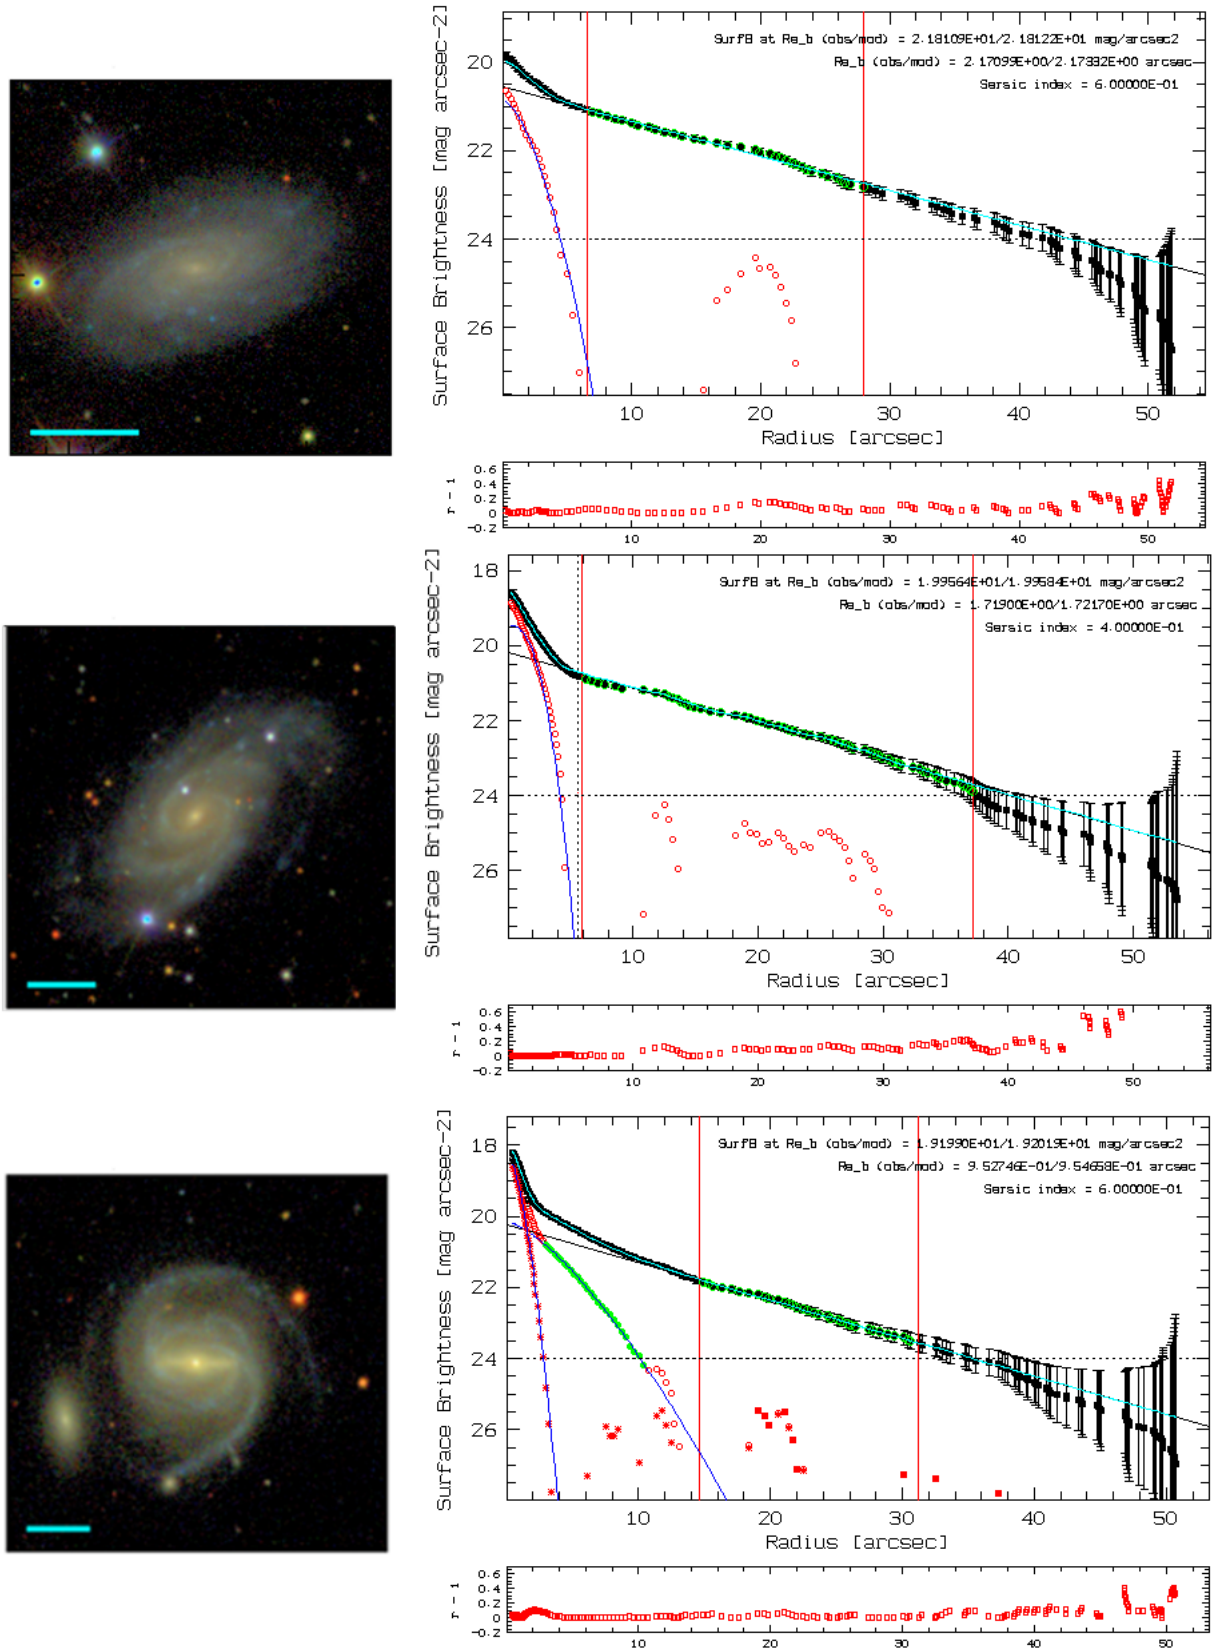 SurfB at Re_b (obs/mod) = 2.18109E+01/2.18122E+01 mag/arcsec2
Re_b (obs/mod) = 2.17099E+00/2.17332E+00 arcsec
Sersic index = 6.00000E-01
Surface Brightness [mag arcsec-2]
20
22
24
26
10 20 30 40 50
Radius [arcsec]
r - 1
0.6
0.4
0.2
0
-0.2
10 20 30 40 50
SurfB at Re_b (obs/mod) = 1.99564E+01/1.99584E+01 mag/arcsec2
Re_b (obs/mod) = 1.71900E+00/1.72170E+00 arcsec
Sersic index = 4.00000E-01
Surface Brightness [mag arcsec-2]
18
20
22
24
26
10 20 30 40 50
Radius [arcsec]
r - 1
0.6
0.4
0.2
0
-0.2
10 20 30 40 50
SurfB at Re_b (obs/mod) = 1.91990E+01/1.92019E+01 mag/arcsec2
Re_b (obs/mod) = 9.52746E-01/9.54658E-01 arcsec
Sersic index = 6.00000E-01
Surface Brightness [mag arcsec-2]
18
20
22
24
26
10 20 30 40 50
Radius [arcsec]
r - 1
0.6
0.4
0.2
0
-0.2
10 20 30 40 50